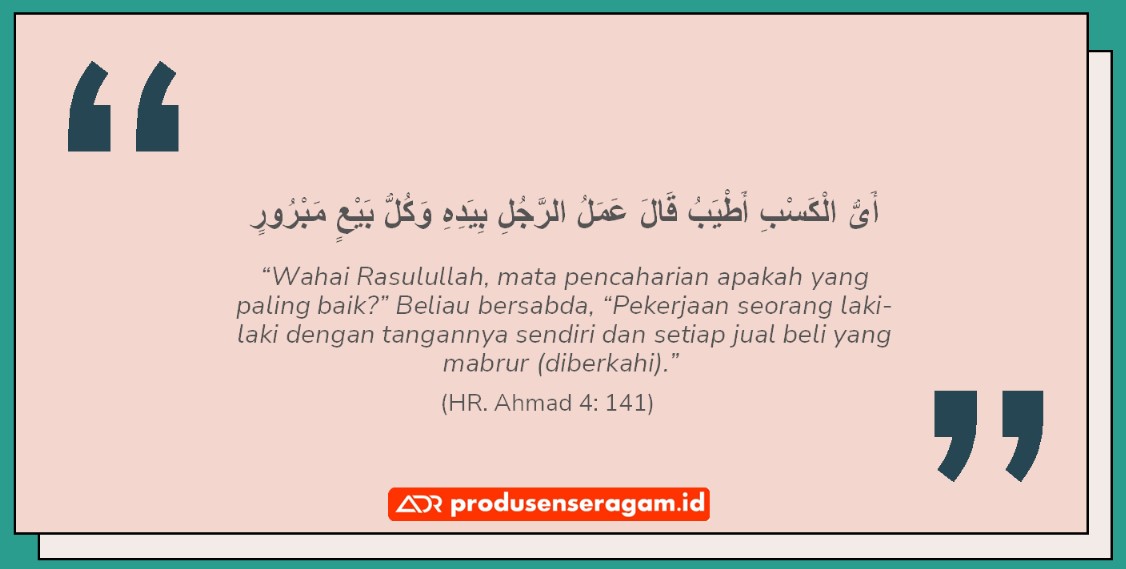 أَىُّ الْكَسْبِ أَطْيَبُ قَالَ عَمَلُ الرَّجُلِ بِيَدِهِ وَكُلُّ بَيْعٍ مَبْرُورٍ
“Wahai Rasulullah, mata pencaharian apakah yang
paling baik?” Beliau bersabda, “Pekerjaan seorang laki-
laki dengan tangannya sendiri dan setiap jual beli yang
mabrur (diberkahi).”
(HR. Ahmad 4: 141)
ADR produsenseragam.id